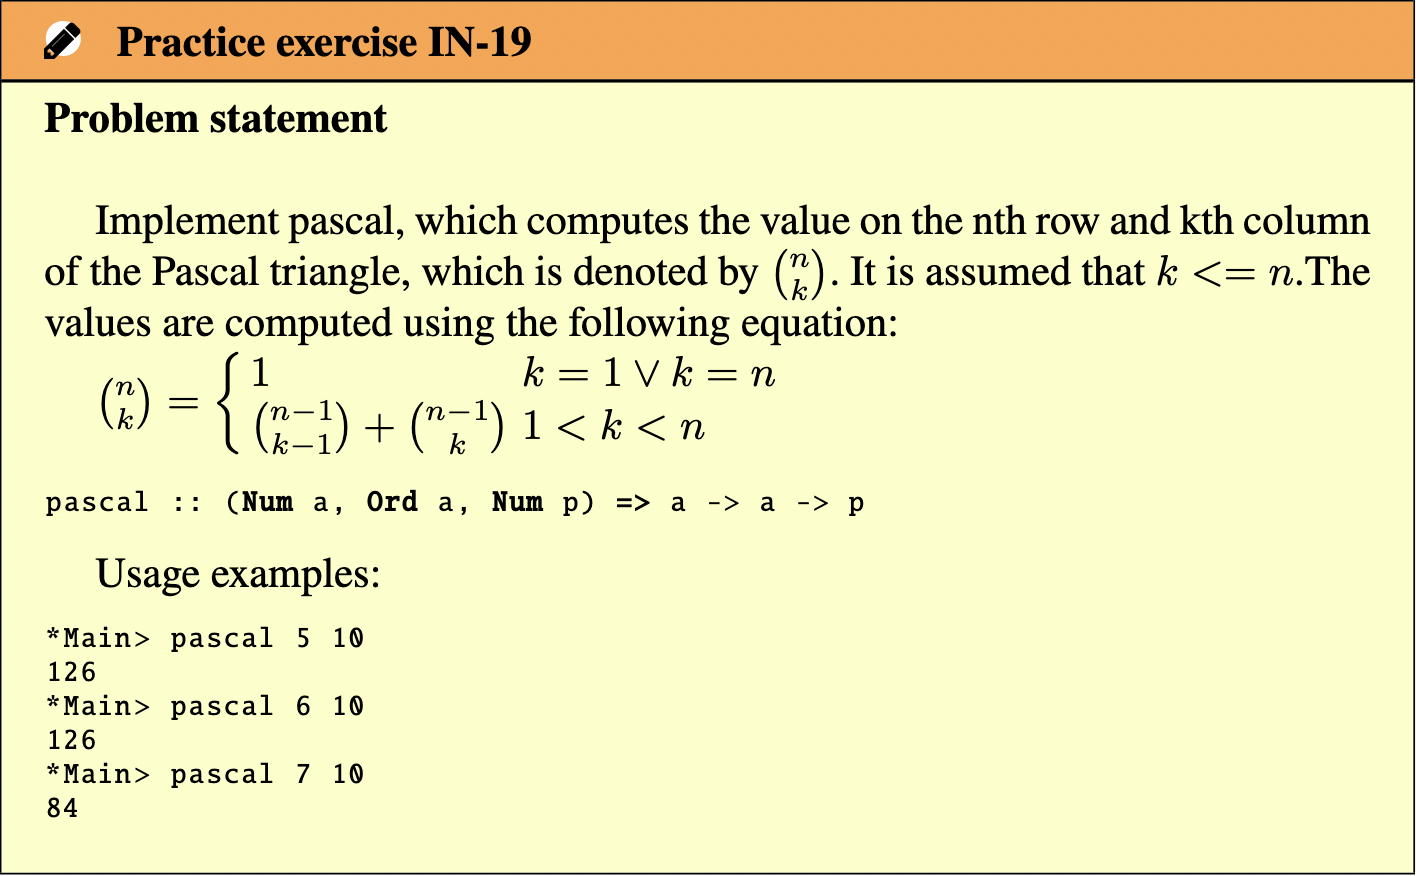 Practice exercise IN-19
Problem statement
Implement pascal, which computes the value on the nth row and kth column
of the Pascal triangle, which is denoted by $\binom{n}{k}$. It is assumed that $k <= n$.The
values are computed using the following equation:
$\binom{n}{k} = \begin{cases} 1 & k = 1 \lor k = n \\ \binom{n-1}{k-1} + \binom{n-1}{k} & 1 < k < n \end{cases}$
pascal :: (Num a, Ord a, Num p) => a -> a -> p
Usage examples:
*Main> pascal 5 10
126
*Main> pascal 6 10
126
*Main> pascal 7 10
84